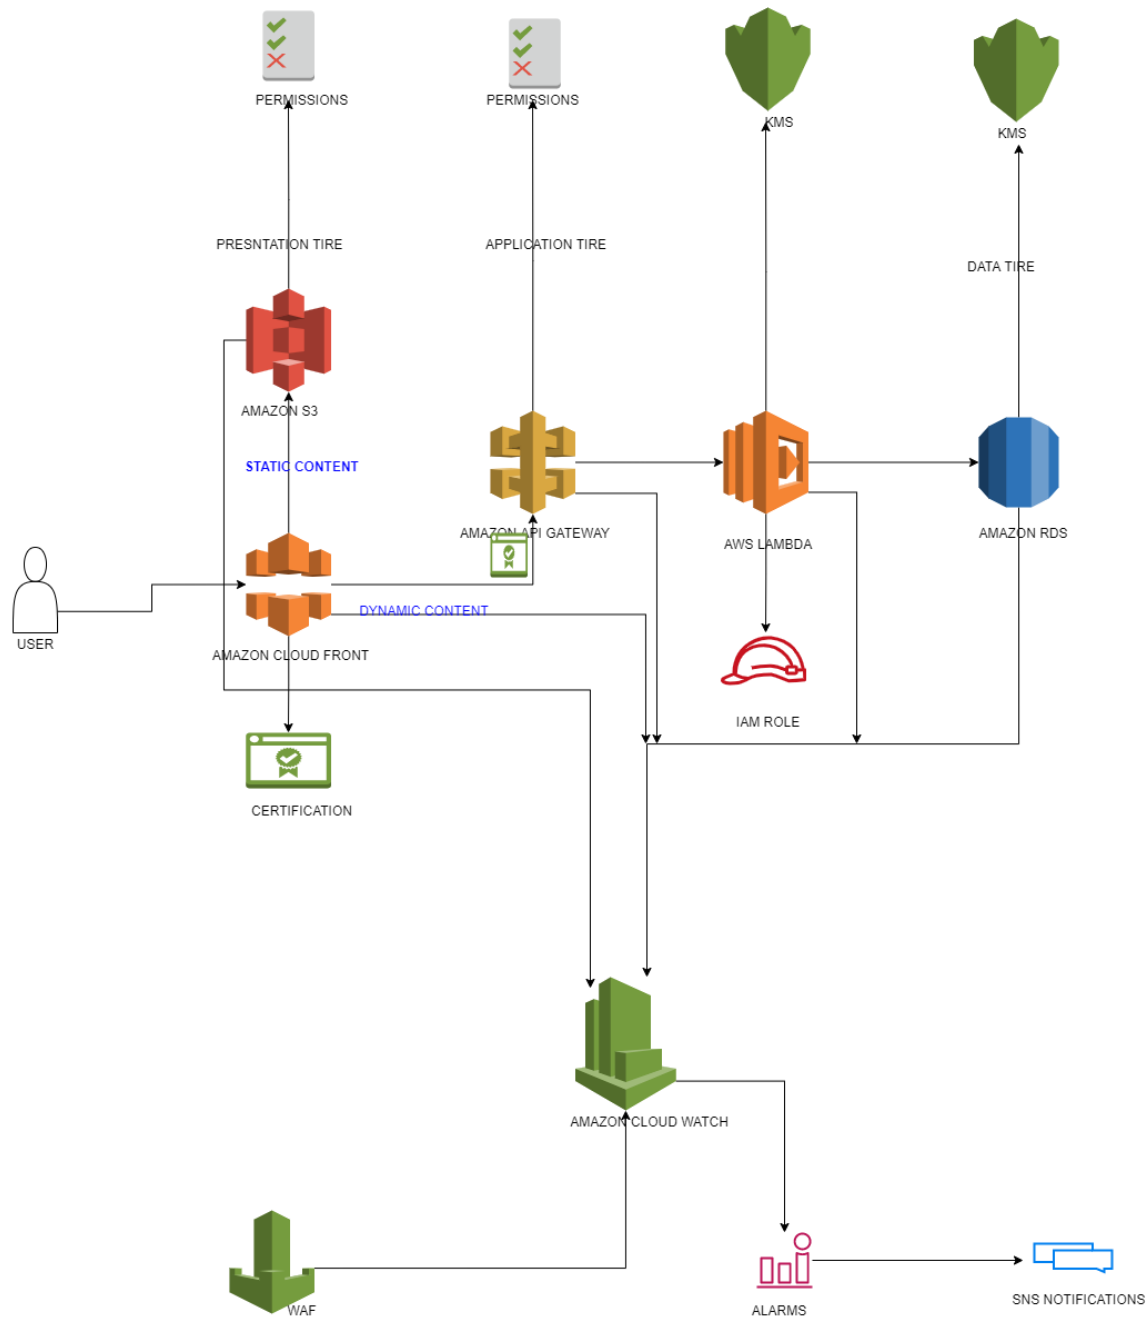 PERMISSIONS
PERMISSIONS
KMS
KMS
PRESNTATION TIRE
APPLICATION TIRE
DATA TIRE
AMAZON S3
STATIC CONTENT
AMAZON API GATEWAY
AWS LAMBDA
AMAZON RDS
DYNAMIC CONTENT
USER
AMAZON CLOUD FRONT
IAM ROLE
CERTIFICATION
AMAZON CLOUD WATCH
WAF
ALARMS
SNS NOTIFICATIONS